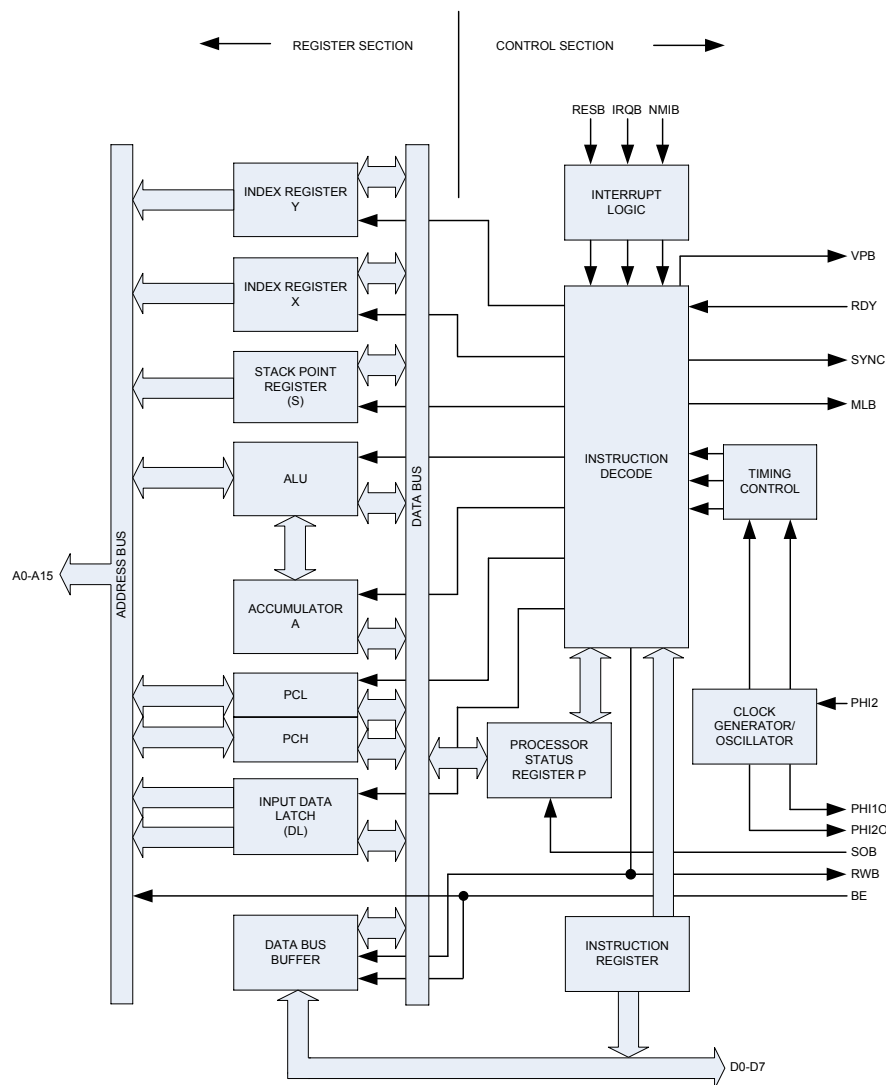 REGISTER SECTION
CONTROL SECTION
RESB
IRQB
NMIB
INTERRUPT
LOGIC
INDEX REGISTER
Y
INDEX REGISTER
X
STACK POINT
REGISTER
(S)
ALU
ACCUMULATOR
A
PCL
PCH
INPUT DATA
LATCH
(DL)
DATA BUS
BUFFER
ADDRESS BUS
DATA BUS
A0-A15
INSTRUCTION
DECODE
TIMING
CONTROL
CLOCK
GENERATOR/
OSCILLATOR
PROCESSOR
STATUS
REGISTER P
INSTRUCTION
REGISTER
VPB
RDY
SYNC
MLB
PHI2
PHI1O
PHI2O
SOB
RWB
BE
D0-D7